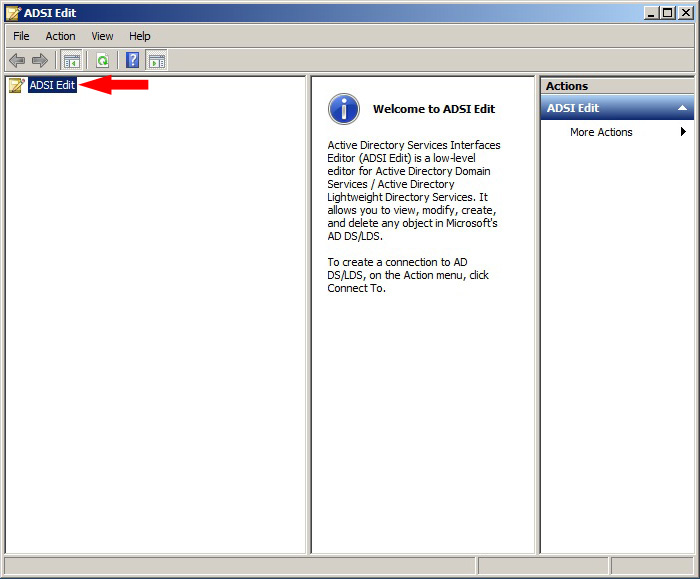 ADSI Edit
File Action View Help
ADSI Edit
Welcome to ADSI Edit
Active Directory Services Interfaces
Editor (ADSI Edit) is a low-level
editor for Active Directory Domain
Services / Active Directory
Lightweight Directory Services. It
allows you to view, modify, create,
and delete any object in Microsoft's
AD DS/LDS.
To create a connection to AD
DS/LDS, on the Action menu, click
Connect To.
Actions
ADSI Edit
More Actions